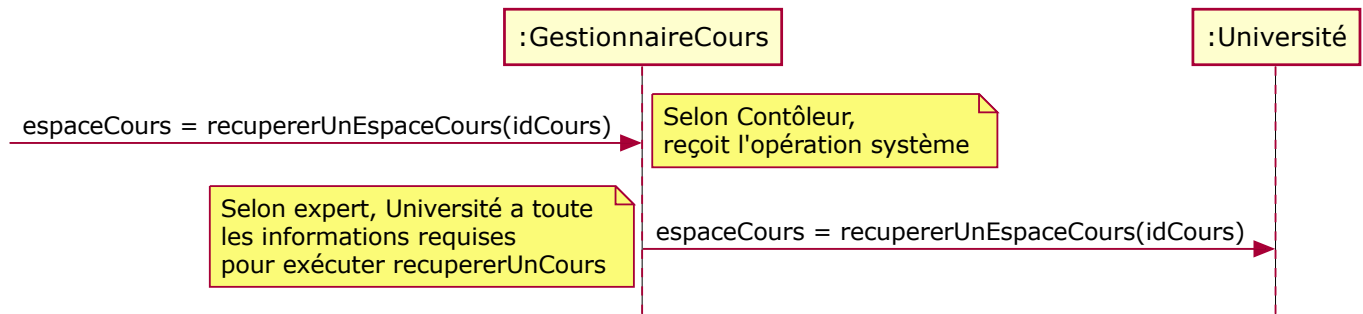 :GestionnaireCours
:Université
espaceCours = recupererUnEspaceCours(idCours)
Selon Contôleur,
reçoit l'opération système
Selon expert, Université a toute
les informations requises
pour exécuter recupererUnCours
espaceCours = recupererUnEspaceCours(idCours)